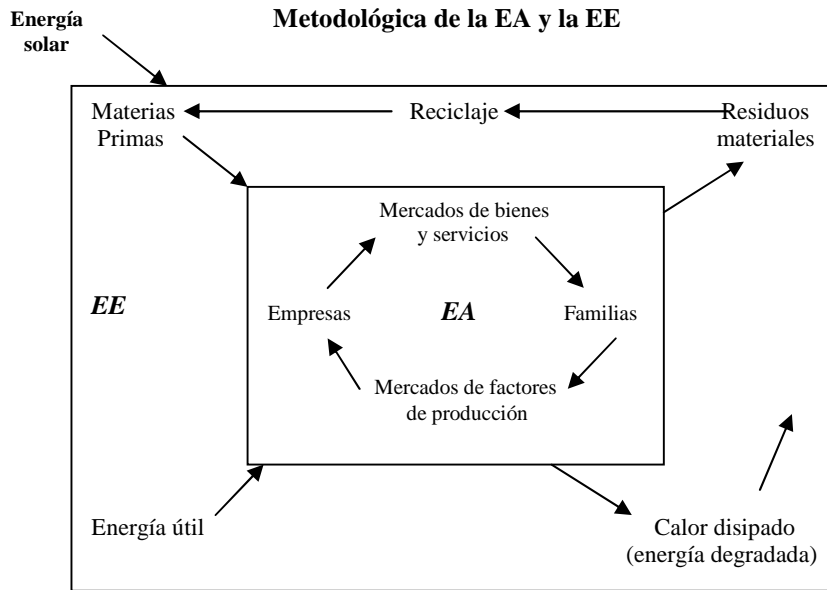 Metodológica de la EA y la EE
Energía
solar
Materias
Primas
Reciclaje
Residuos
materiales
Mercados de bienes
y servicios
EE
Empresas
EA
Familias
Mercados de factores
de producción
Energía útil
Calor disipado
(energía degradada)